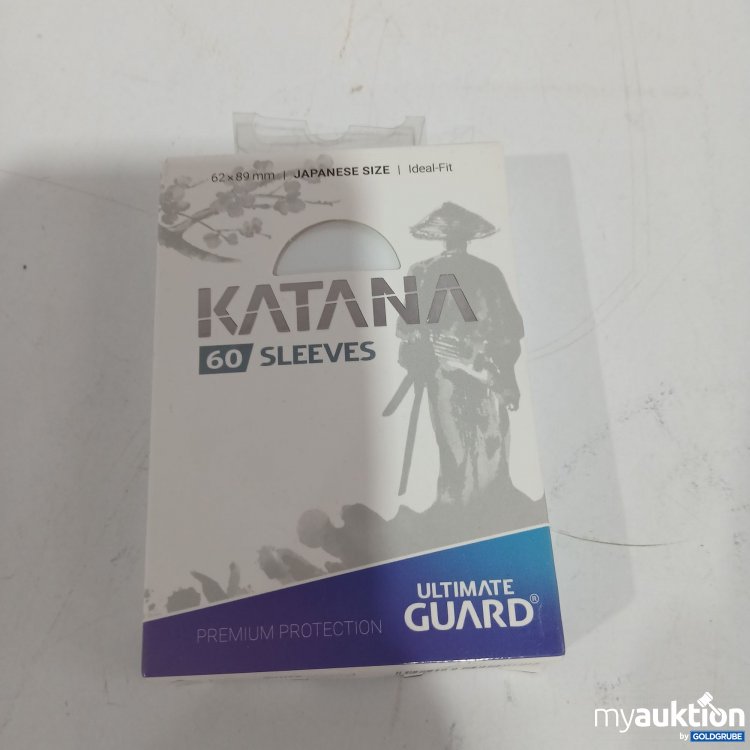 62 x 89 mm | JAPANESE SIZE | Ideal-Fit
KATANA
60 SLEEVES
ULTIMATE
GUARD®
PREMIUM PROTECTION
myauktion
by GOLDGRUBE